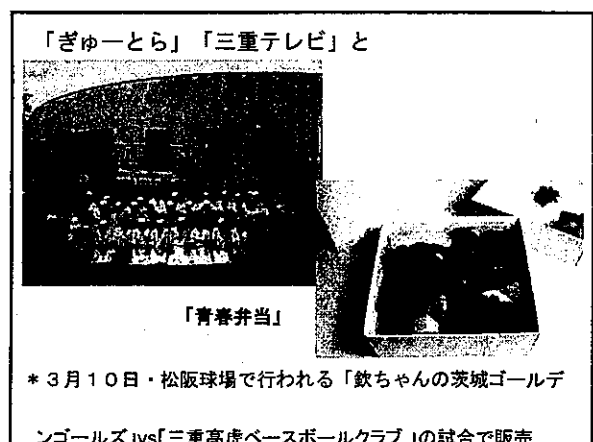 「ぎゅーとら」「三重テレビ」と
「青春弁当」
＊３月１０日・松阪球場で行われる「欽ちゃんの茨城ゴールデ
ンゴールズ」vs「三重高虎ベースボールクラブ」の試合で販売